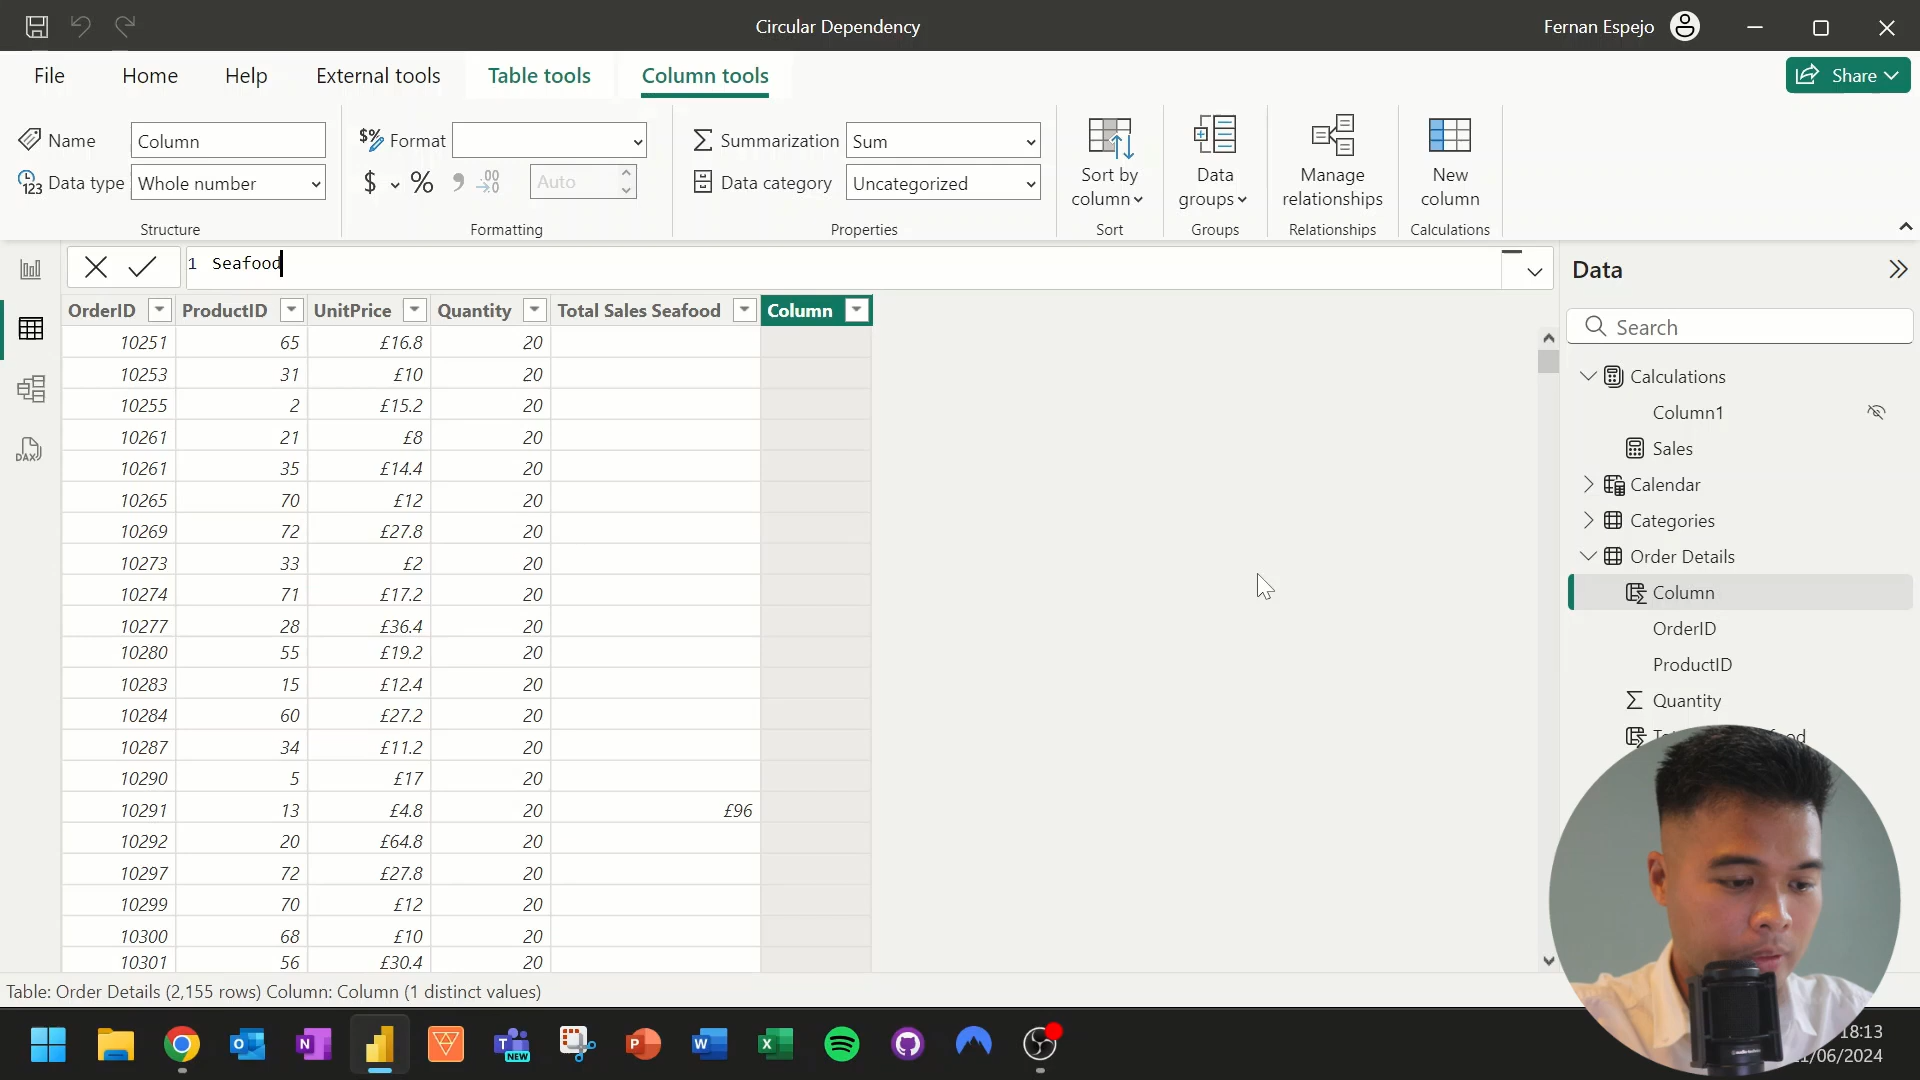 Circular Dependency
Fernan Espejo
File Home Help External tools Table tools Column tools
Share
Name Column
Data type Whole number
Structure
$% Format
$ % Auto
Formatting
Summarization Sum
Data category Uncategorized
Properties
Sort by
column
Sort
Data
groups
Groups
Manage
relationships
Relationships
New
column
Calculations
1 Seafood
OrderID ProductID UnitPrice Quantity Total Sales Seafood Column
10251 65 £16.8 20
10253 31 £10 20
10255 2 £15.2 20
10261 21 £8 20
10261 35 £14.4 20
10265 70 £12 20
10269 72 £27.8 20
10273 33 £2 20
10274 71 £17.2 20
10277 28 £36.4 20
10280 55 £19.2 20
10283 15 £12.4 20
10284 60 £27.2 20
10287 34 £11.2 20
10290 5 £17 20
10291 13 £4.8 20 £96
10292 20 £64.8 20
10297 72 £27.8 20
10299 70 £12 20
10300 68 £10 20
10301 56 £30.4 20
Data
Search
Calculations
Column1
Sales
Calendar
Categories
Order Details
Column
OrderID
ProductID
Quantity
Table: Order Details (2,155 rows) Column: Column (1 distinct values)
NEW
18:13